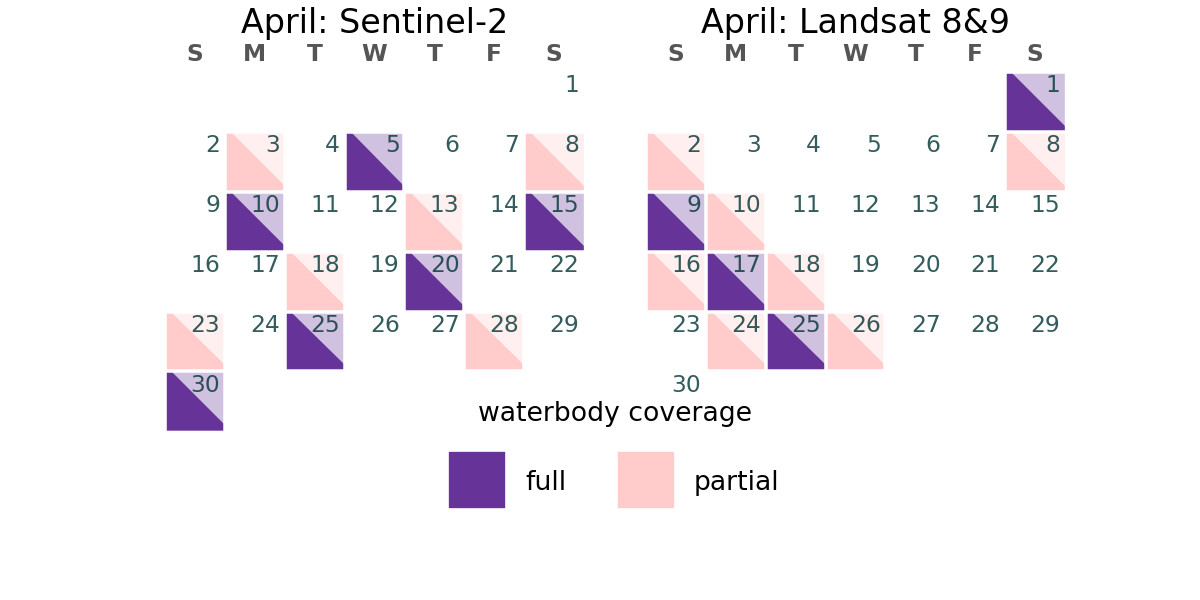 April: Sentinel-2
S M T W T F S
1
2 3 4 5 6 7 8
9 10 11 12 13 14 15
16 17 18 19 20 21 22
23 24 25 26 27 28 29
30
April: Landsat 8&9
S M T W T F S
1
2 3 4 5 6 7 8
9 10 11 12 13 14 15
16 17 18 19 20 21 22
23 24 25 26 27 28 29
30
waterbody coverage
full partial